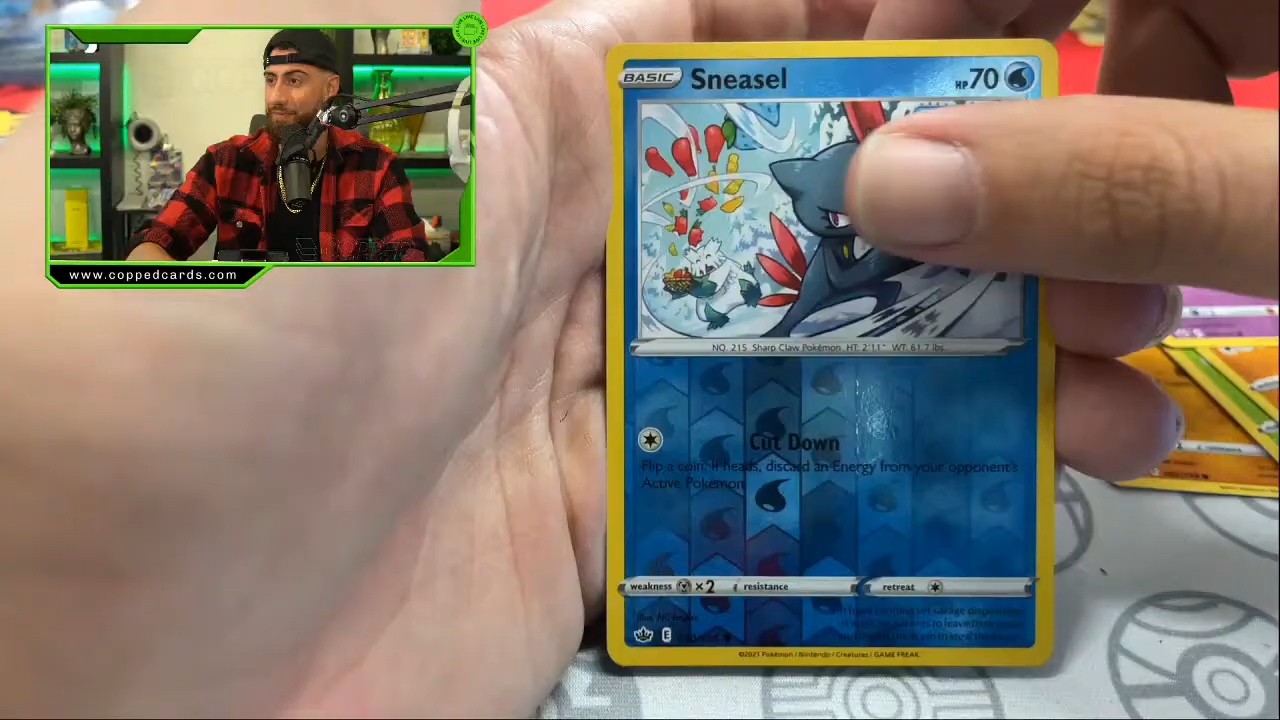 www.coppedcards.com
BASIC Sneasel HP 70
NO. 215 Sharp Claw Pokémon HT: 2'11" WT: 61.7 lbs.
Cut Down
Flip a coin. If heads, discard an Energy from your opponent's
Active Pokémon.
weakness ×2 resistance retreat
E
©2021 Pokémon / Nintendo / Creatures / GAME FREAK